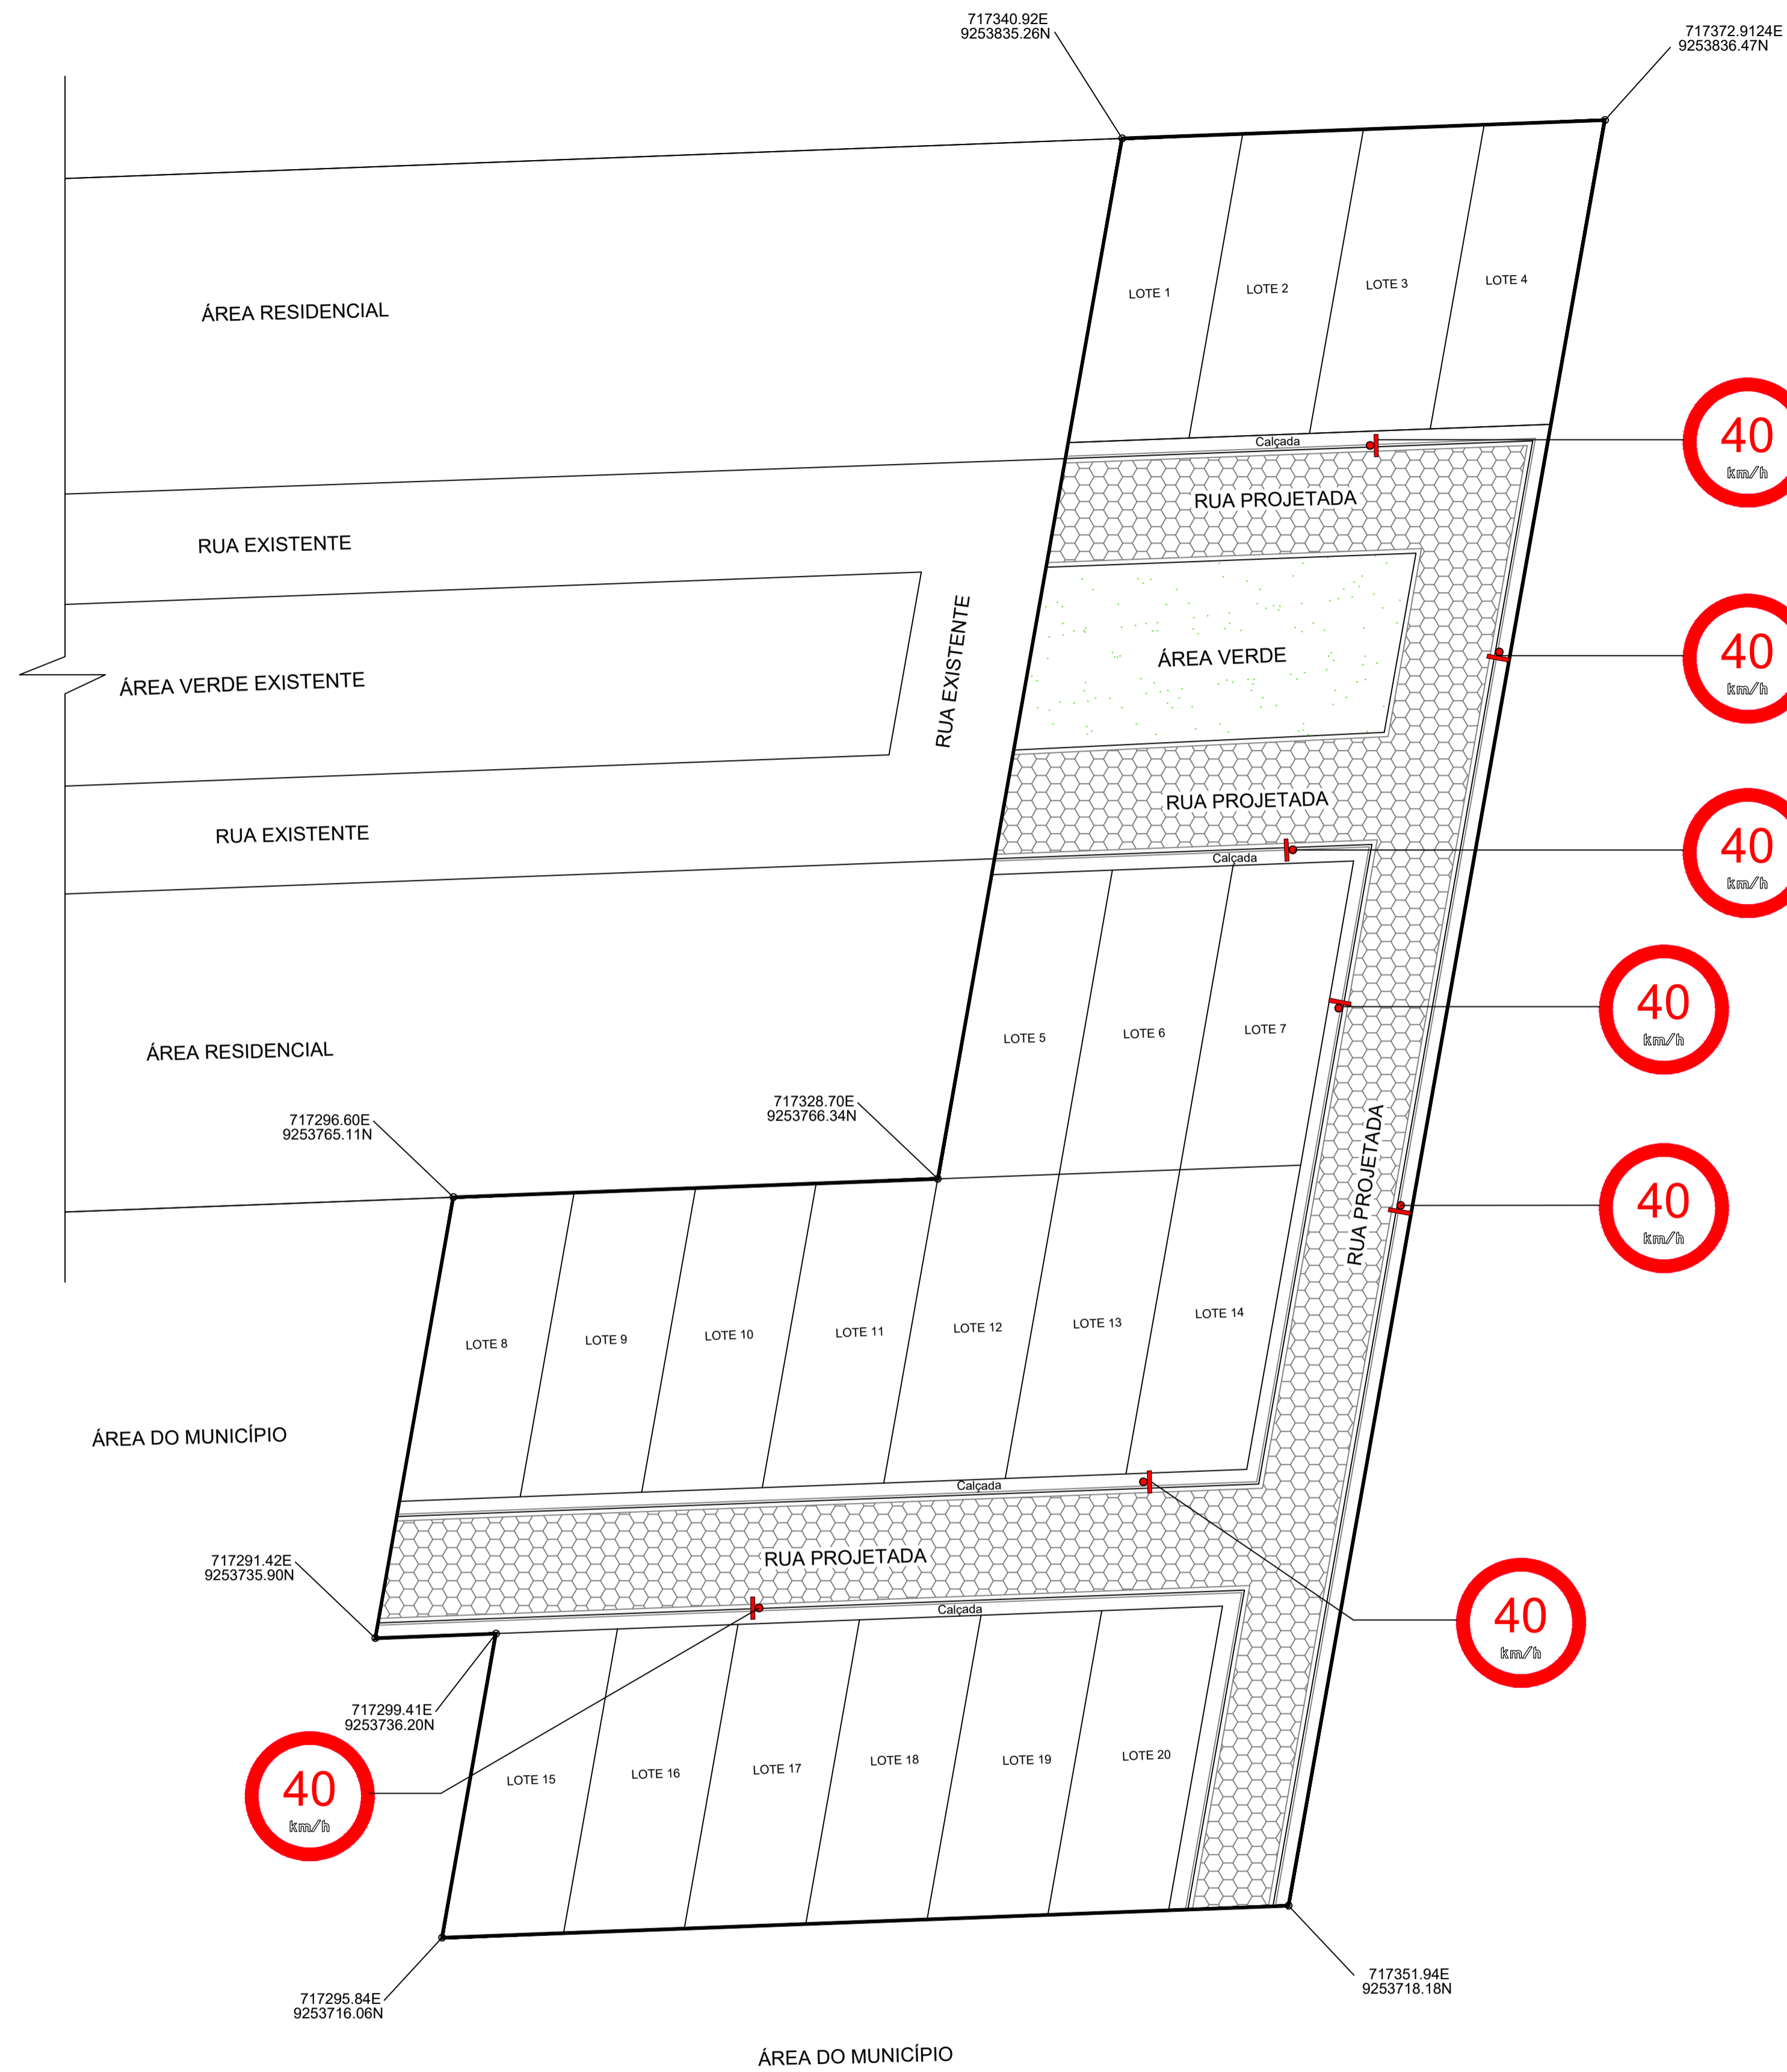 717340.92E
9253835.26N
717372.9124E
9253836.47N
LOTE 1
LOTE 2
LOTE 3
LOTE 4
ÁREA RESIDENCIAL
Calçada
40
km/h
RUA PROJETADA
RUA EXISTENTE
RUA EXISTENTE
ÁREA VERDE
40
km/h
ÁREA VERDE EXISTENTE
RUA PROJETADA
RUA EXISTENTE
Calçada
40
km/h
LOTE 5
LOTE 6
LOTE 7
40
km/h
ÁREA RESIDENCIAL
717328.70E
9253766.34N
717296.60E
9253765.11N
RUA PROJETADA
40
km/h
LOTE 8
LOTE 9
LOTE 10
LOTE 11
LOTE 12
LOTE 13
LOTE 14
ÁREA DO MUNICÍPIO
Calçada
RUA PROJETADA
717291.42E
9253735.90N
Calçada
40
km/h
717299.41E
9253736.20N
40
km/h
LOTE 15
LOTE 16
LOTE 17
LOTE 18
LOTE 19
LOTE 20
717351.94E
9253718.18N
717295.84E
9253716.06N
ÁREA DO MUNICÍPIO